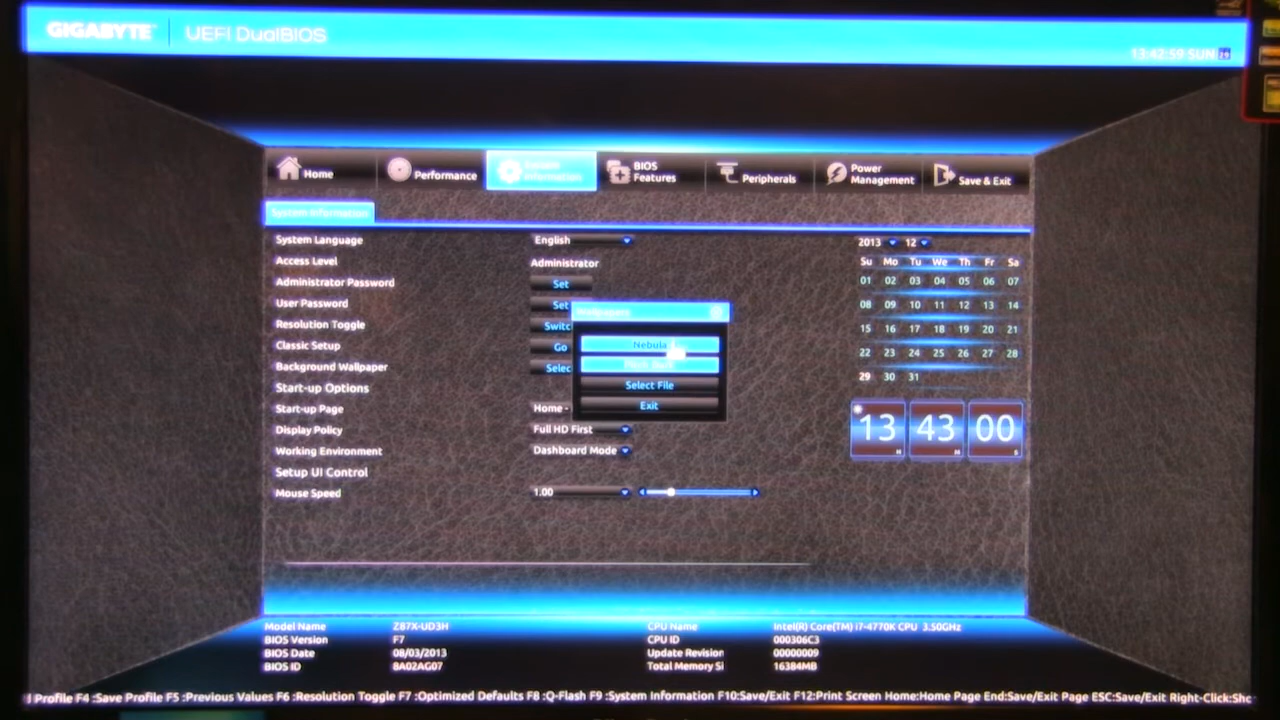 GIGABYTE UEFI DualBIOS
13:42:59 SUN
Home Performance System Information BIOS Features Peripherals Power Management Save & Exit
System Information
System Language English
Access Level Administrator
Administrator Password Set
User Password Set
Resolution Toggle Switc
Classic Setup Go
Background Wallpaper Selec
Start-up Options
Start-up Page Home -
Display Policy Full HD First
Working Environment Dashboard Mode
Setup UI Control
Mouse Speed 1.00
Wallpapers
Nebula
Select File
Exit
2013 12
Su Mo Tu We Th Fr Sa
01 02 03 04 05 06 07
08 09 10 11 12 13 14
15 16 17 18 19 20 21
22 23 24 25 26 27 28
29 30 31
13 43 00
H M S
Model Name Z87X-UD3H CPU Name Intel(R) Core(TM) i7-4770K CPU 3.50GHz
BIOS Version F7 CPU ID 000306C3
BIOS Date 08/03/2013 Update Revision 00000009
BIOS ID 8A02AG07 Total Memory Si 16384MB
d Profile F4 :Save Profile F5 :Previous Values F6 :Resolution Toggle F7 :Optimized Defaults F8 :Q-Flash F9 :System Information F10:Save/Exit F12:Print Screen Home:Home Page End:Save/Exit Page ESC:Save/Exit Right-Click:Sho